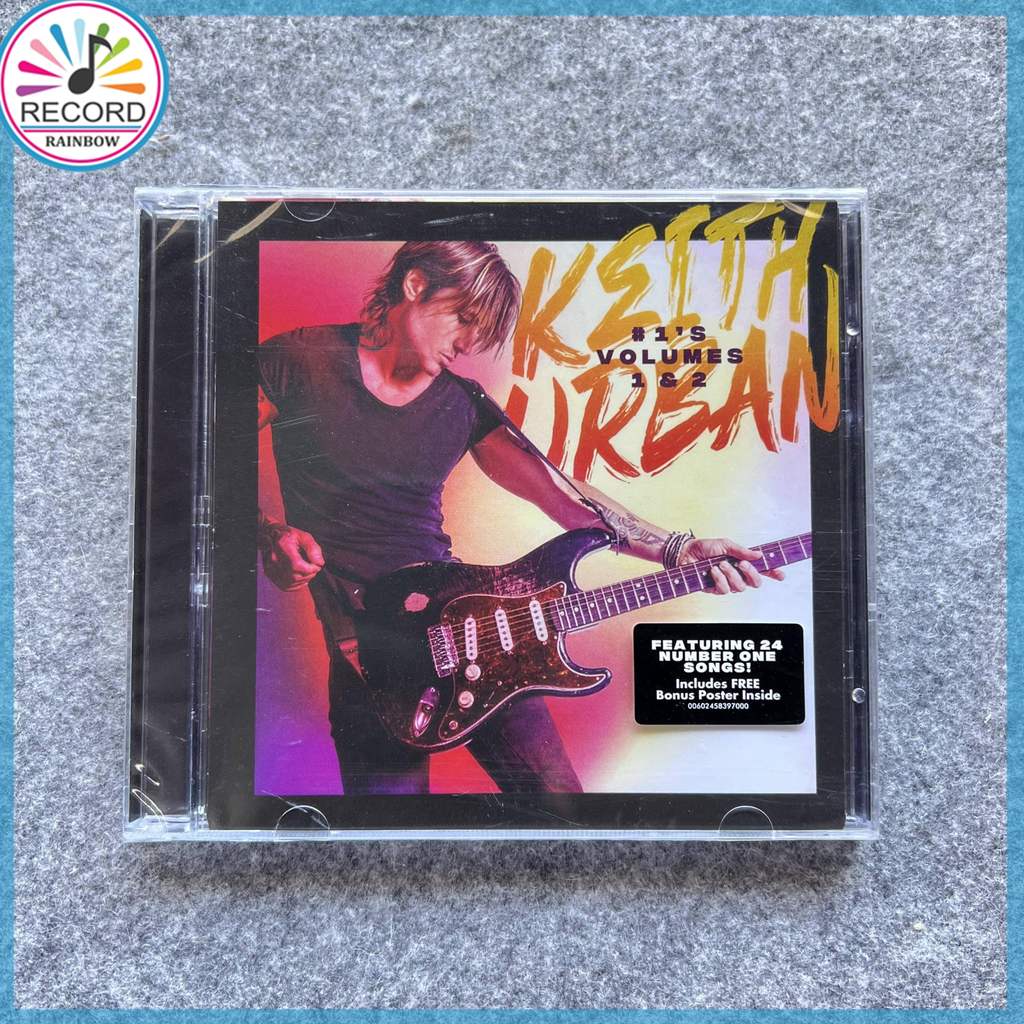 RECORD
RAINBOW
KEITH
URBAN
#1'S
VOLUMES
1 & 2
FEATURING 24
NUMBER ONE
SONGS!
Includes FREE
Bonus Poster Inside
00602458397000